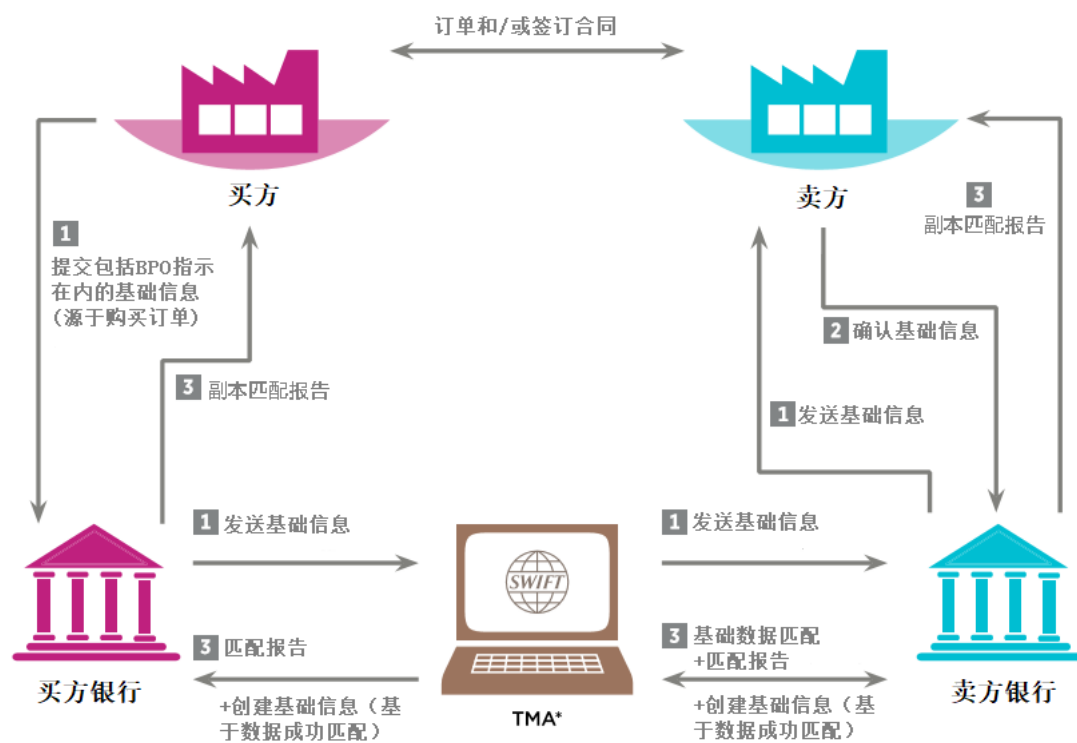 订单和/或签订合同
买方
卖方
3
副本匹配报告
1
提交包括BPO指示
在内的基础信息
(源于购买订单)
2 确认基础信息
3 副本匹配报告
1 发送基础信息
1 发送基础信息
1 发送基础信息
SWIFT
3 匹配报告
3 基础数据匹配
+匹配报告
买方银行
+创建基础信息（基
于数据成功匹配）
TMA*
+创建基础信息（基
于数据成功匹配）
卖方银行